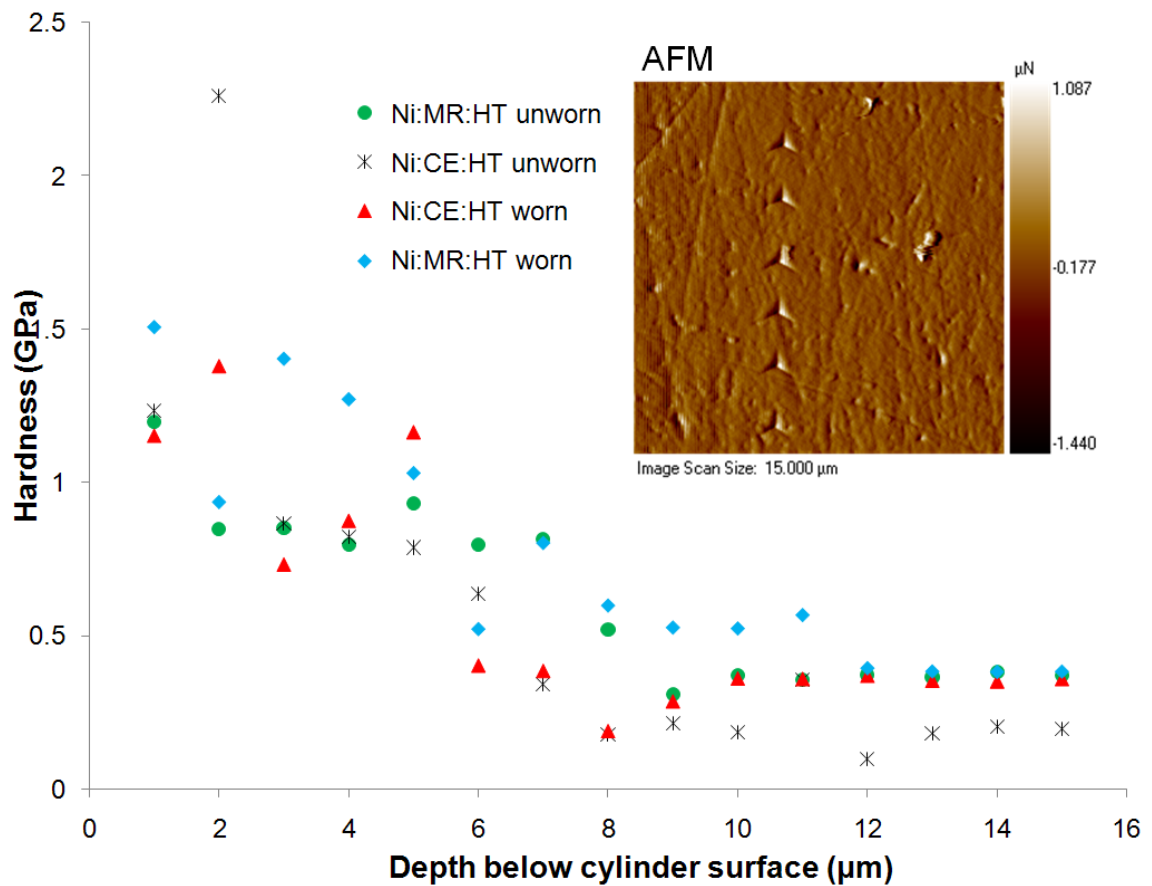 2.5
2
1.5
1
0.5
0
Hardness (GPa)
Ni:MR:HT unworn
Ni:CE:HT unworn
Ni:CE:HT worn
Ni:MR:HT worn
AFM
µN
1.087
-0.177
-1.440
Image Scan Size: 15.000 µm
0 2 4 6 8 10 12 14 16
Depth below cylinder surface (µm)